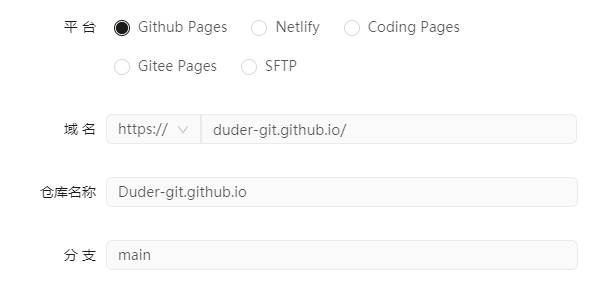 平 台 Github Pages Netlify Coding Pages
Gitee Pages SFTP
域 名 https:// duder-git.github.io/
仓库名称 Duder-git.github.io
分 支 main